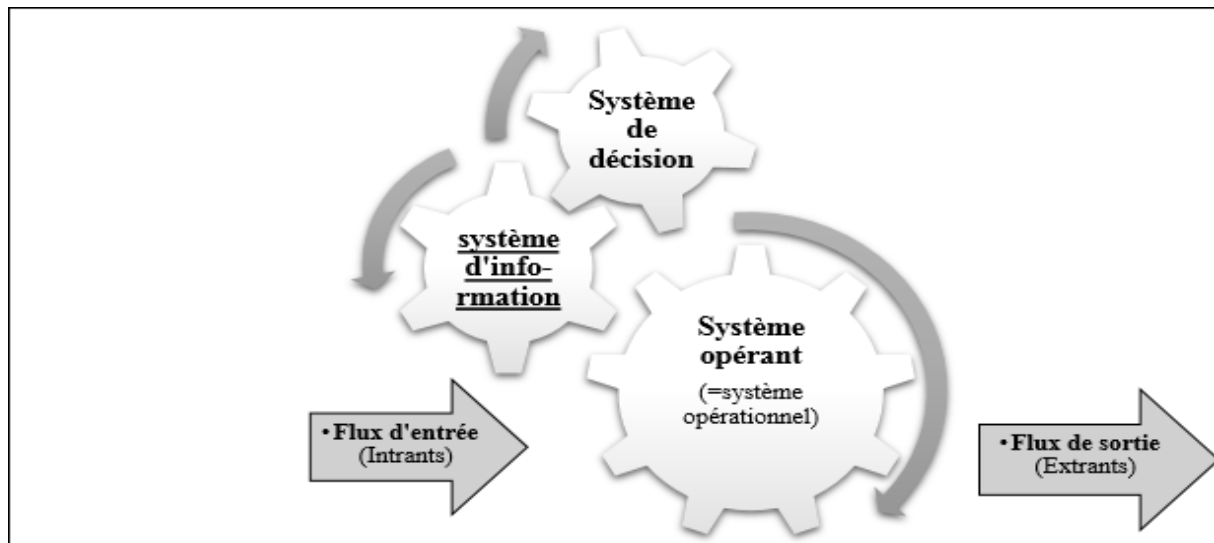 Système
de
décision
système
d'info-
rmation
Système
opérant
(=système
opérationnel)
•Flux d'entrée
(Intrants)
•Flux de sortie
(Extrants)